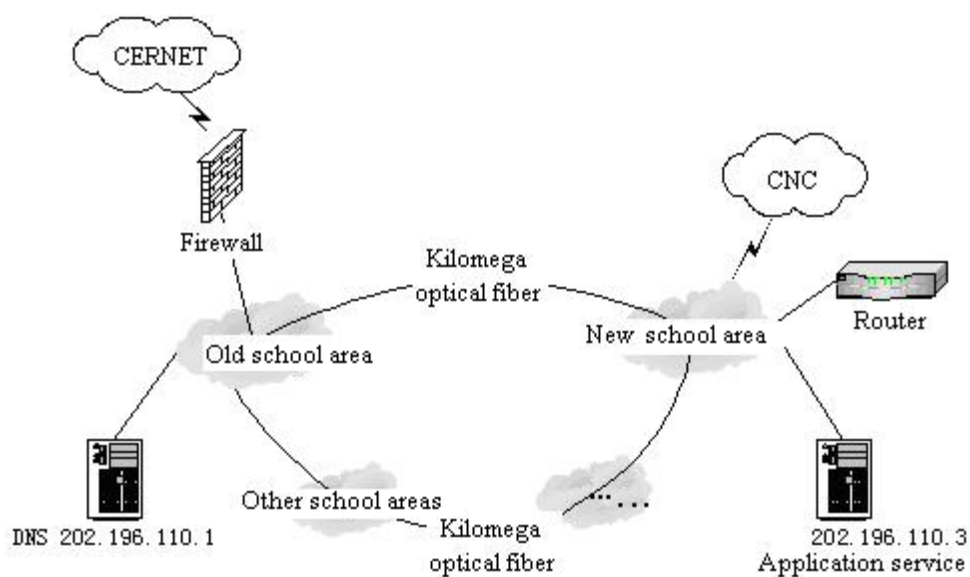 CERNET
CNC
Firewall
Kilomega
optical fiber
Router
Old school area
New school area
Other school areas
...
DNS 202.196.110.1
Kilomega
optical fiber
202.196.110.3
Application service